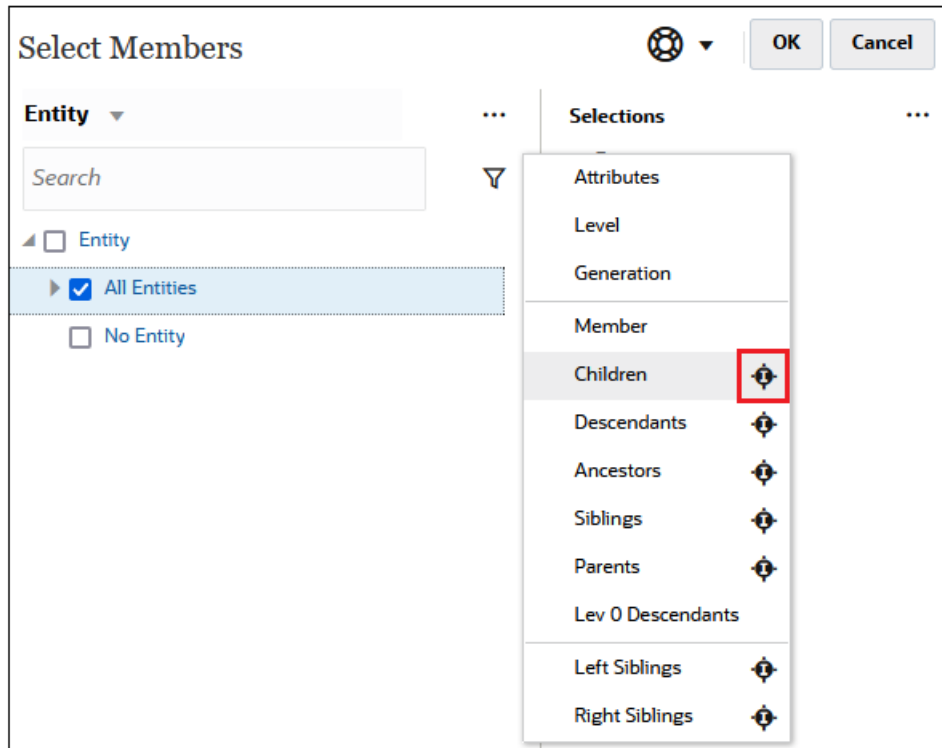 Select Members
OK
Cancel
Entity
...
Selections
...
Search
Entity
All Entities
No Entity
Attributes
Level
Generation
Member
Children
Descendants
Ancestors
Siblings
Parents
Lev 0 Descendants
Left Siblings
Right Siblings